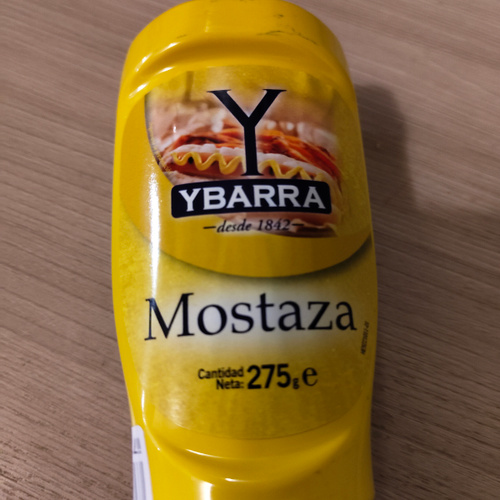 Y
YBARRA
—desde 1842—
Mostaza
Cantidad
Neta: 275g e